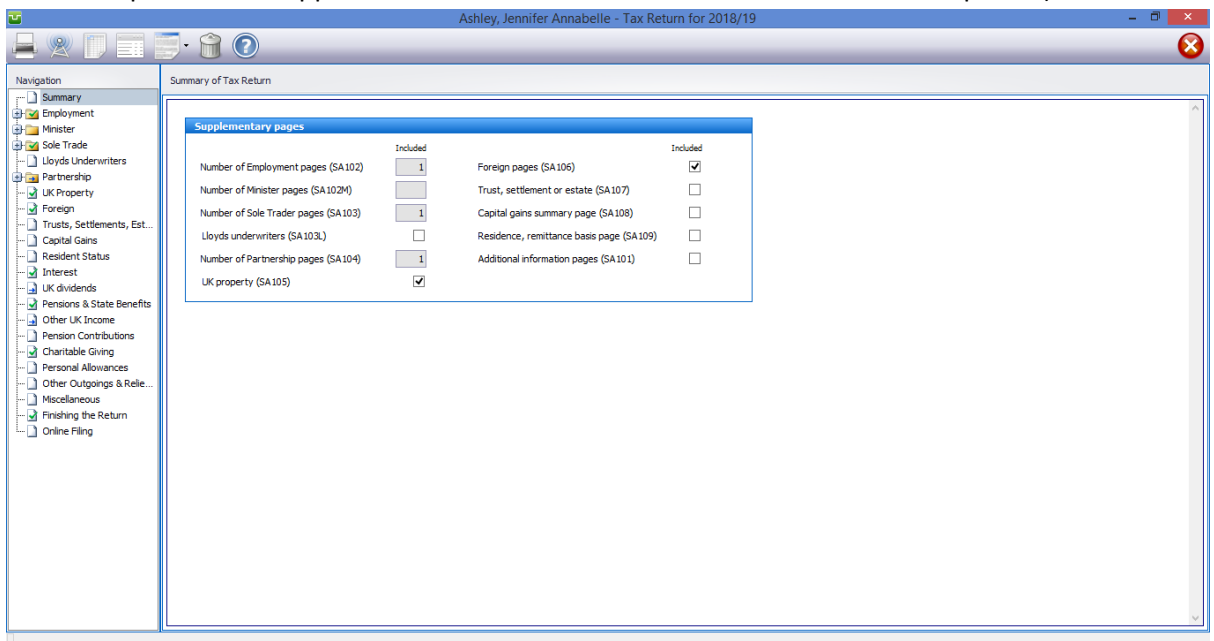 Ashley, Jennifer Annabelle - Tax Return for 2018/19
Navigation
Summary of Tax Return
Summary
Employment
Minister
Sole Trade
Lloyds Underwriters
Partnership
UK Property
Foreign
Trusts, Settlements, Est...
Capital Gains
Resident Status
Interest
UK dividends
Pensions & State Benefits
Other UK Income
Pension Contributions
Charitable Giving
Personal Allowances
Other Outgoings & Relie...
Miscellaneous
Finishing the Return
Online Filing
Supplementary pages
Included Included
Number of Employment pages (SA102) 1 Foreign pages (SA106)
Number of Minister pages (SA102M) Trust, settlement or estate (SA107)
Number of Sole Trader pages (SA103) 1 Capital gains summary page (SA108)
Lloyds underwriters (SA103L) Residence, remittance basis page (SA109)
Number of Partnership pages (SA104) 1 Additional information pages (SA101)
UK property (SA105)